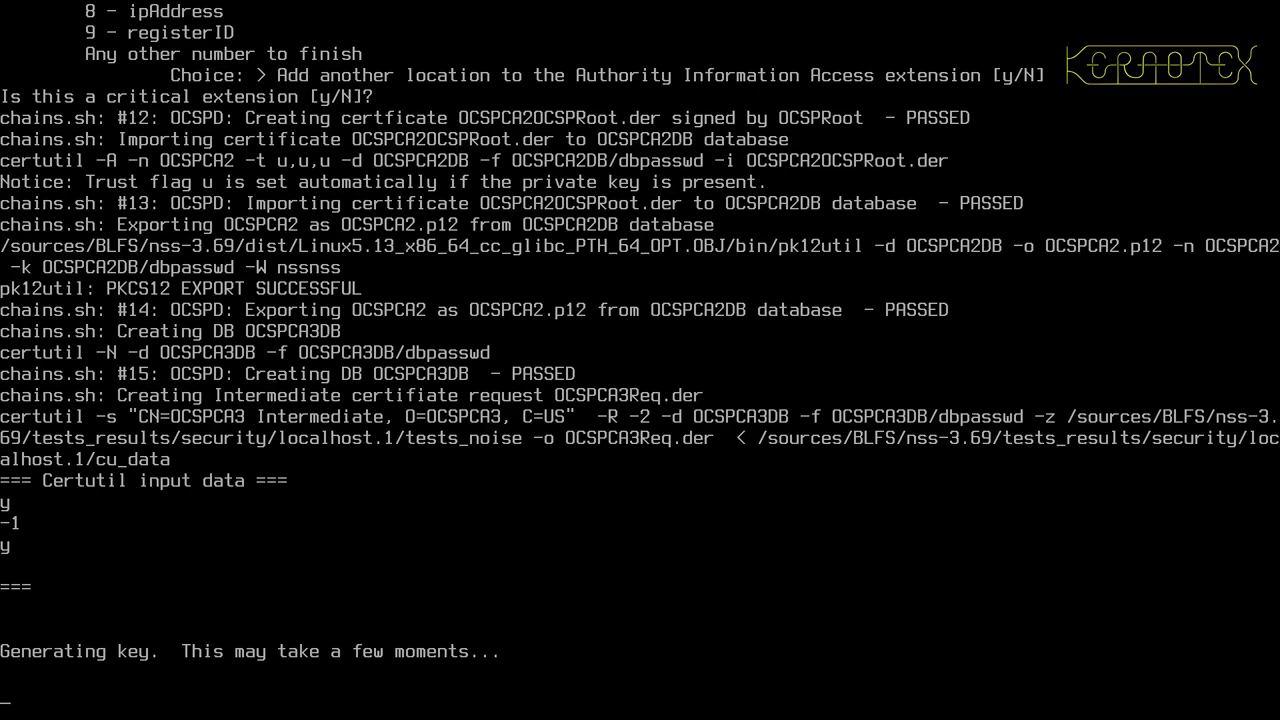 8 - ipAddress
9 - registerID
Any other number to finish
Choice: > Add another location to the Authority Information Access extension [y/N]
Is this a critical extension [y/N]?
chains.sh: #12: OCSPD: Creating certficate OCSPCA2OCSPRoot.der signed by OCSPRoot  - PASSED
chains.sh: Importing certificate OCSPCA2OCSPRoot.der to OCSPCA2DB database
certutil -A -n OCSPCA2 -t u,u,u -d OCSPCA2DB -f OCSPCA2DB/dbpasswd -i OCSPCA2OCSPRoot.der
Notice: Trust flag u is set automatically if the private key is present.
chains.sh: #13: OCSPD: Importing certificate OCSPCA2OCSPRoot.der to OCSPCA2DB database  - PASSED
chains.sh: Exporting OCSPCA2 as OCSPCA2.p12 from OCSPCA2DB database
/sources/BLFS/nss-3.69/dist/Linux5.13_x86_64_cc_glibc_PTH_64_OPT.OBJ/bin/pk12util -d OCSPCA2DB -o OCSPCA2.p12 -n OCSPCA2
-k OCSPCA2DB/dbpasswd -W nssnss
pk12util: PKCS12 EXPORT SUCCESSFUL
chains.sh: #14: OCSPD: Exporting OCSPCA2 as OCSPCA2.p12 from OCSPCA2DB database  - PASSED
chains.sh: Creating DB OCSPCA3DB
certutil -N -d OCSPCA3DB -f OCSPCA3DB/dbpasswd
chains.sh: #15: OCSPD: Creating DB OCSPCA3DB  - PASSED
chains.sh: Creating Intermediate certifiate request OCSPCA3Req.der
certutil -s "CN=OCSPCA3 Intermediate, O=OCSPCA3, C=US"  -R -2 -d OCSPCA3DB -f OCSPCA3DB/dbpasswd -z /sources/BLFS/nss-3.
69/tests_results/security/localhost.1/tests_noise -o OCSPCA3Req.der  < /sources/BLFS/nss-3.69/tests_results/security/loc
alhost.1/cu_data
=== Certutil input data ===
y
-1
y
===
Generating key.  This may take a few moments...